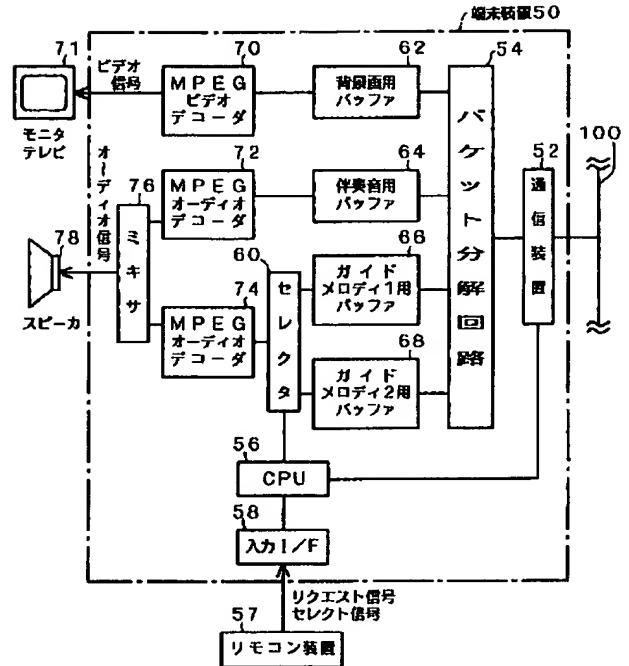 端末装置50
71
ビデオ
信号
モニタ
テレビ
70
MPEG
ビデオ
デコーダ
62
背景画用
バッファ
54
パケット分解回路
52
通信装置
100
オーディオ信号
76
ミキサ
72
MPEG
オーディオ
デコーダ
64
伴奏音用
バッファ
78
スピーカ
60
セレクタ
66
ガイド
メロディ1用
バッファ
74
MPEG
オーディオ
デコーダ
68
ガイド
メロディ2用
バッファ
56
CPU
58
入力I/F
リクエスト信号
セレクト信号
57
リモコン装置